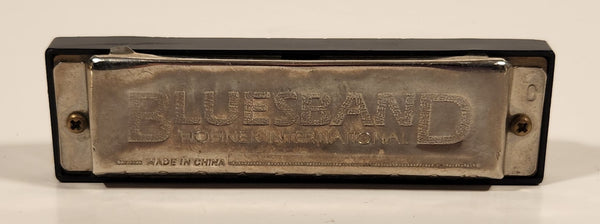 BLUESBAND
HOHNER INTERNATIONAL
MADE IN CHINA
C